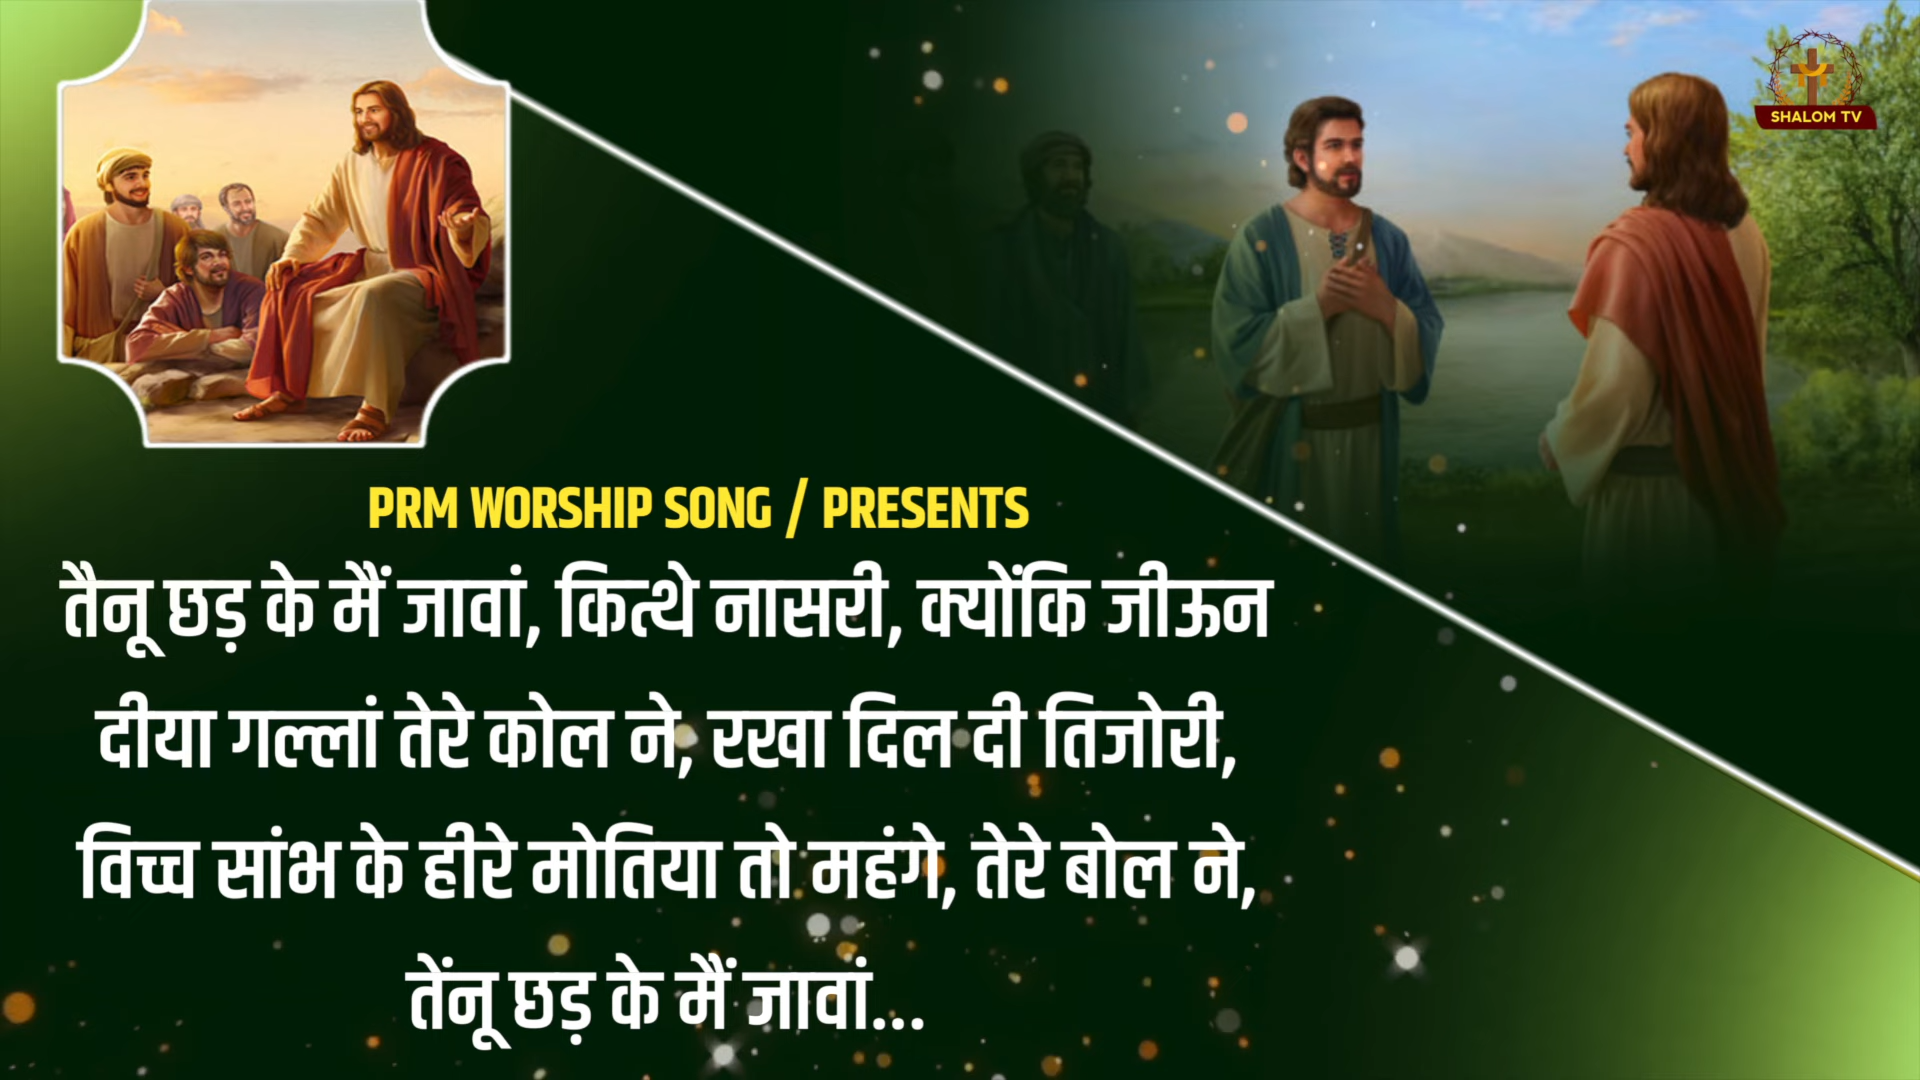 SHALOM TV
PRM WORSHIP SONG / PRESENTS
तैनू छड़ के मैं जावां, कित्थे नासरी, क्योंकि जीऊन
दीया गल्लां तेरे कोल ने, रखा दिल दी तिजोरी,
विच्च सांभ के हीरे मोतिया तो महंगे, तेरे बोल ने,
तेंनू छड़ के मैं जावां...